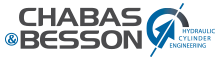 CHABAS
& BESSON
HYDRAULIC
CYLINDER
ENGINEERING